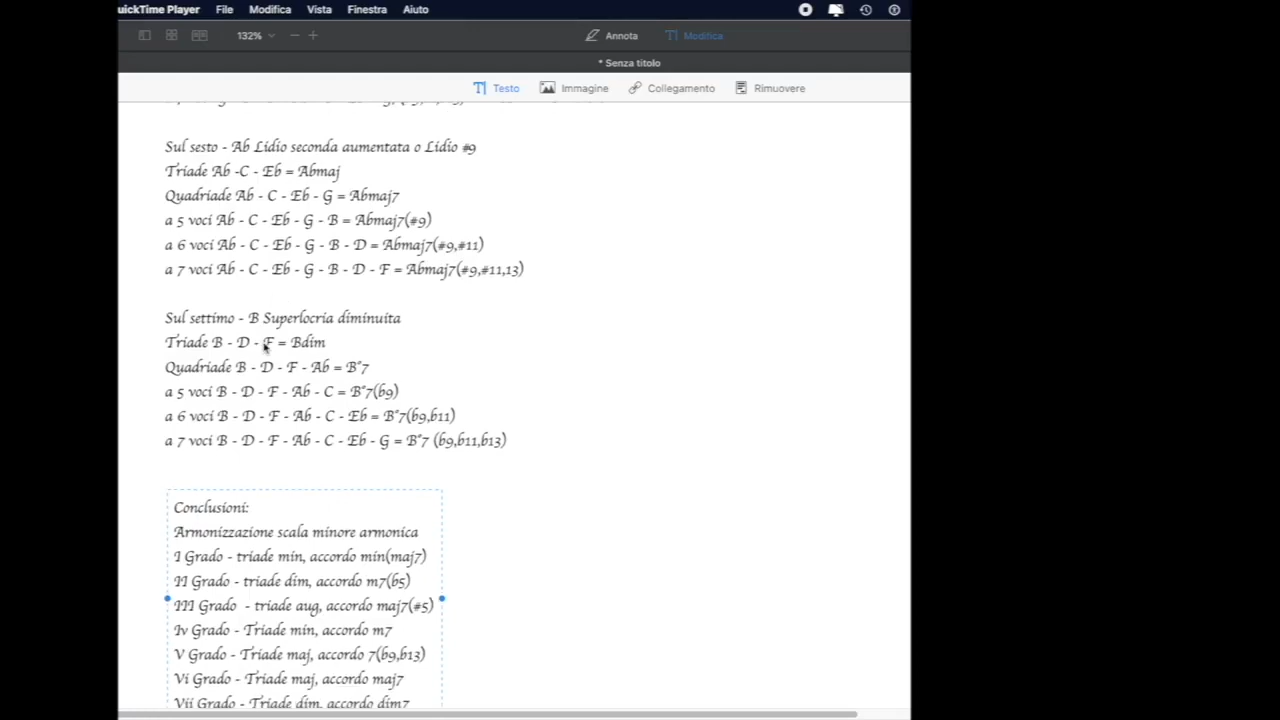 uickTime Player File Modifica Vista Finestra Aiuto
132% Annota Modifica
* Senza titolo
Testo Immagine Collegamento Rimuovere
Sul sesto - Ab Lidio seconda aumentata o Lidio #9
Triade Ab -C - Eb = Abmaj
Quadriade Ab - C - Eb - G = Abmaj7
a 5 voci Ab - C - Eb - G - B = Abmaj7(#9)
a 6 voci Ab - C - Eb - G - B - D = Abmaj7(#9,#11)
a 7 voci Ab - C - Eb - G - B - D - F = Abmaj7(#9,#11,13)
Sul settimo - B Superlocria diminuita
Triade B - D - F = Bdim
Quadriade B - D - F - Ab = B°7
a 5 voci B - D - F - Ab - C = B°7(b9)
a 6 voci B - D - F - Ab - C - Eb = B°7(b9,b11)
a 7 voci B - D - F - Ab - C - Eb - G = B°7 (b9,b11,b13)
Conclusioni:
Armonizzazione scala minore armonica
I Grado - triade min, accordo min(maj7)
II Grado - triade dim, accordo m7(b5)
III Grado - triade aug, accordo maj7(#5)
Iv Grado - Triade min, accordo m7
V Grado - Triade maj, accordo 7(b9,b13)
Vi Grado - Triade maj, accordo maj7
Vii Grado - Triade dim, accordo dim7